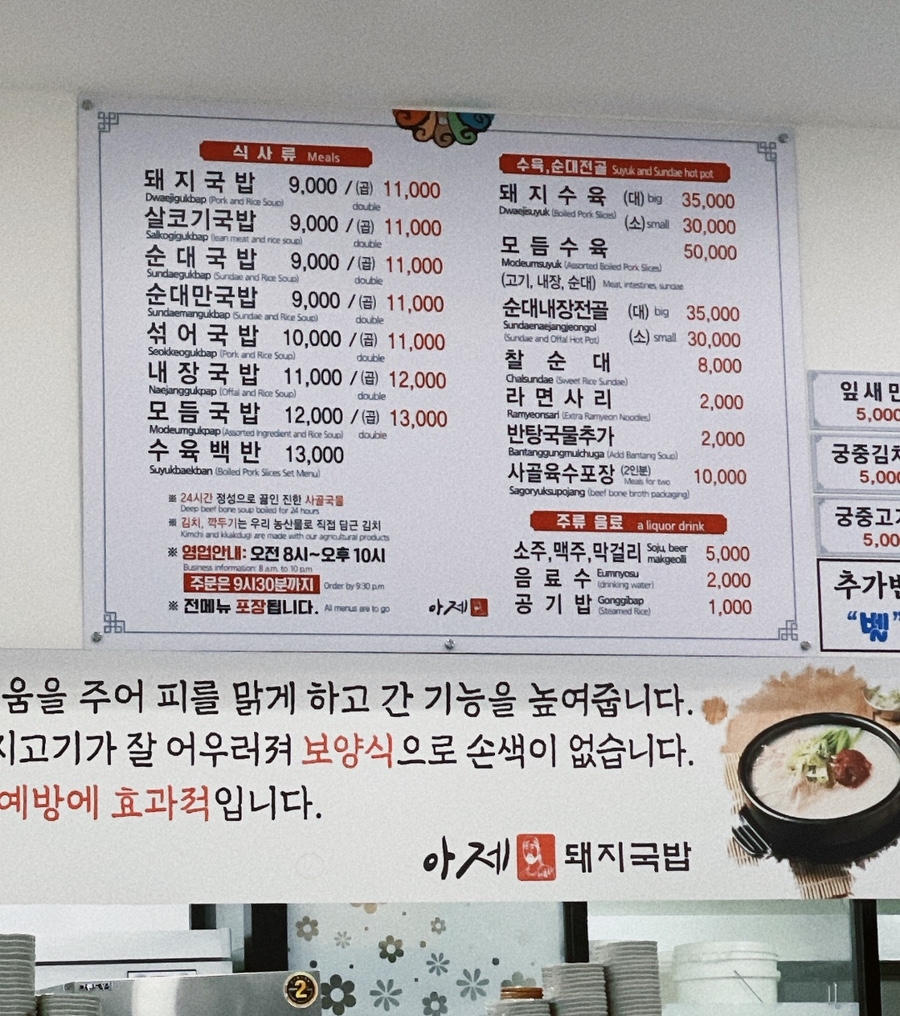 식사류 Meals
돼지국밥 9,000 / (곱) 11,000
Dwaejigukbap (Pork and Rice Soup) double
살코기국밥 9,000 / (곱) 11,000
Salkogigukbap (lean meat and rice soup) double
순대국밥 9,000 / (곱) 11,000
Sundaegukbap (Sundae and Rice Soup) double
순대만국밥 9,000 / (곱) 11,000
Sundaemangukbap (Sundae and Rice Soup) double
섞어국밥 10,000 / (곱) 11,000
Seokkeogukbap (Pork and Rice Soup) double
내장국밥 11,000 / (곱) 12,000
Naejanggukpap (Offal and Rice Soup) double
모듬국밥 12,000 / (곱) 13,000
Modeumgukpap (Assorted Ingredient and Rice Soup) double
수육백반 13,000
Suyukbaekban (Boiled Pork Slices Set Menu)
※ 24시간 정성으로 끓인 진한 사골국물
Deep beef bone soup boiled for 24 hours
※ 김치, 깍두기는 우리 농산물로 직접 담근 김치
Kimchi and kkakdugi are made with our agricultural products
※ 영업안내: 오전 8시~오후 10시
Business information: 8 a.m. to 10 p.m
주문은 9시30분까지 Order by 9:30 p.m
※ 전메뉴 포장됩니다. All menus are to go
아제
수육,순대전골 Suyuk and Sundae hot pot
돼지수육 (대) big 35,000
Dwaejisuyuk (Boiled Pork Slices)
(소) small 30,000
모듬수육 50,000
Modeumsuyuk (Assorted Boiled Pork Slices)
(고기, 내장, 순대) Meat, intestines, sundae
순대내장전골 (대) big 35,000
Sundaenaejangjeongol
(Sundae and Offal Hot Pot) (소) small 30,000
찰순대 8,000
Chalsundae (Sweet Rice Sundae)
라면사리 2,000
Ramyeonsari (Extra Ramyeon Noodles)
반탕국물추가 2,000
Bantanggungmulchuga (Add Bantang Soup)
사골육수포장 (2인분) Meals for two 10,000
Sagoryuksupojang (beef bone broth packaging)
주류 음료 a liquor drink
소주,맥주,막걸리 Soju, beer makgeolli 5,000
음료수 Eumnyosu (drinking water) 2,000
공기밥 Gonggibap (Steamed Rice) 1,000
잎새만
5,000
궁중김치
5,000
궁중고기
5,00
추가반
“벨”
움을 주어 피를 맑게 하고 간 기능을 높여줍니다.
지고기가 잘 어우러져 보양식으로 손색이 없습니다.
예방에 효과적입니다.
아제 돼지국밥
2